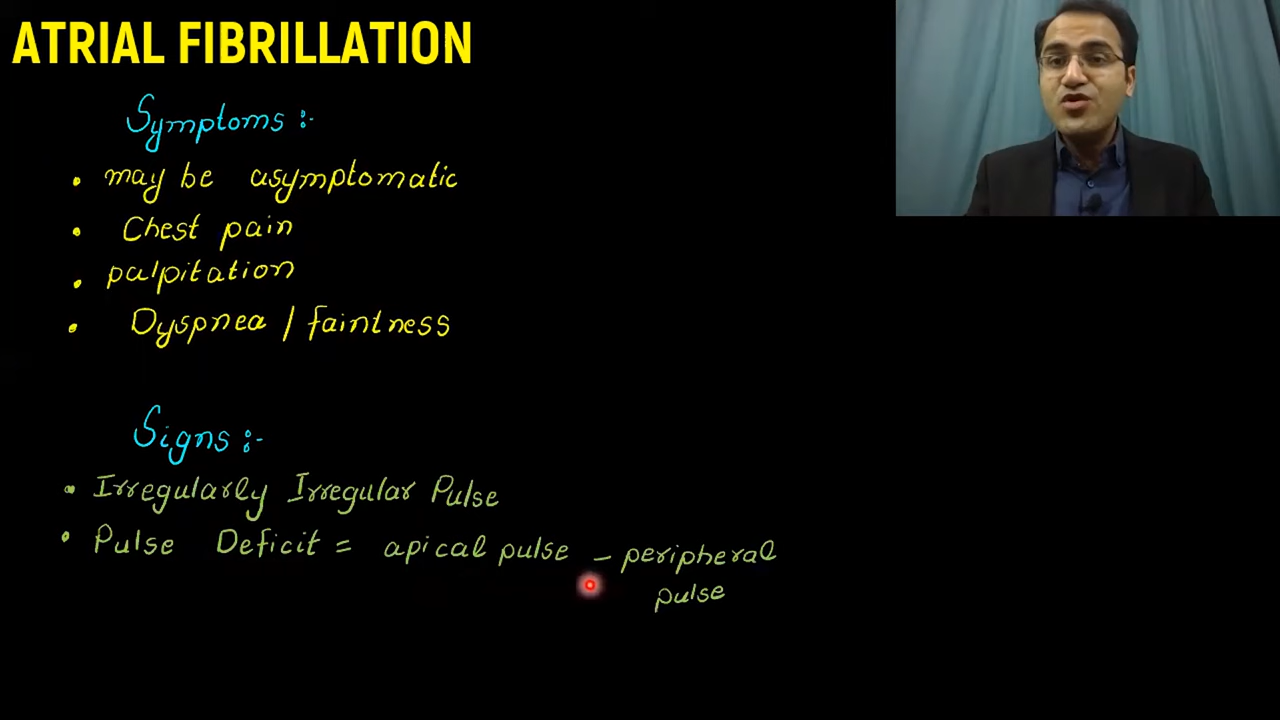 ATRIAL FIBRILLATION
Symptoms :-
• may be asymptomatic
• Chest pain
• palpitation
• Dyspnea / faintness
Signs :-
• Irregularly Irregular Pulse
• Pulse Deficit = apical pulse – peripheral
pulse